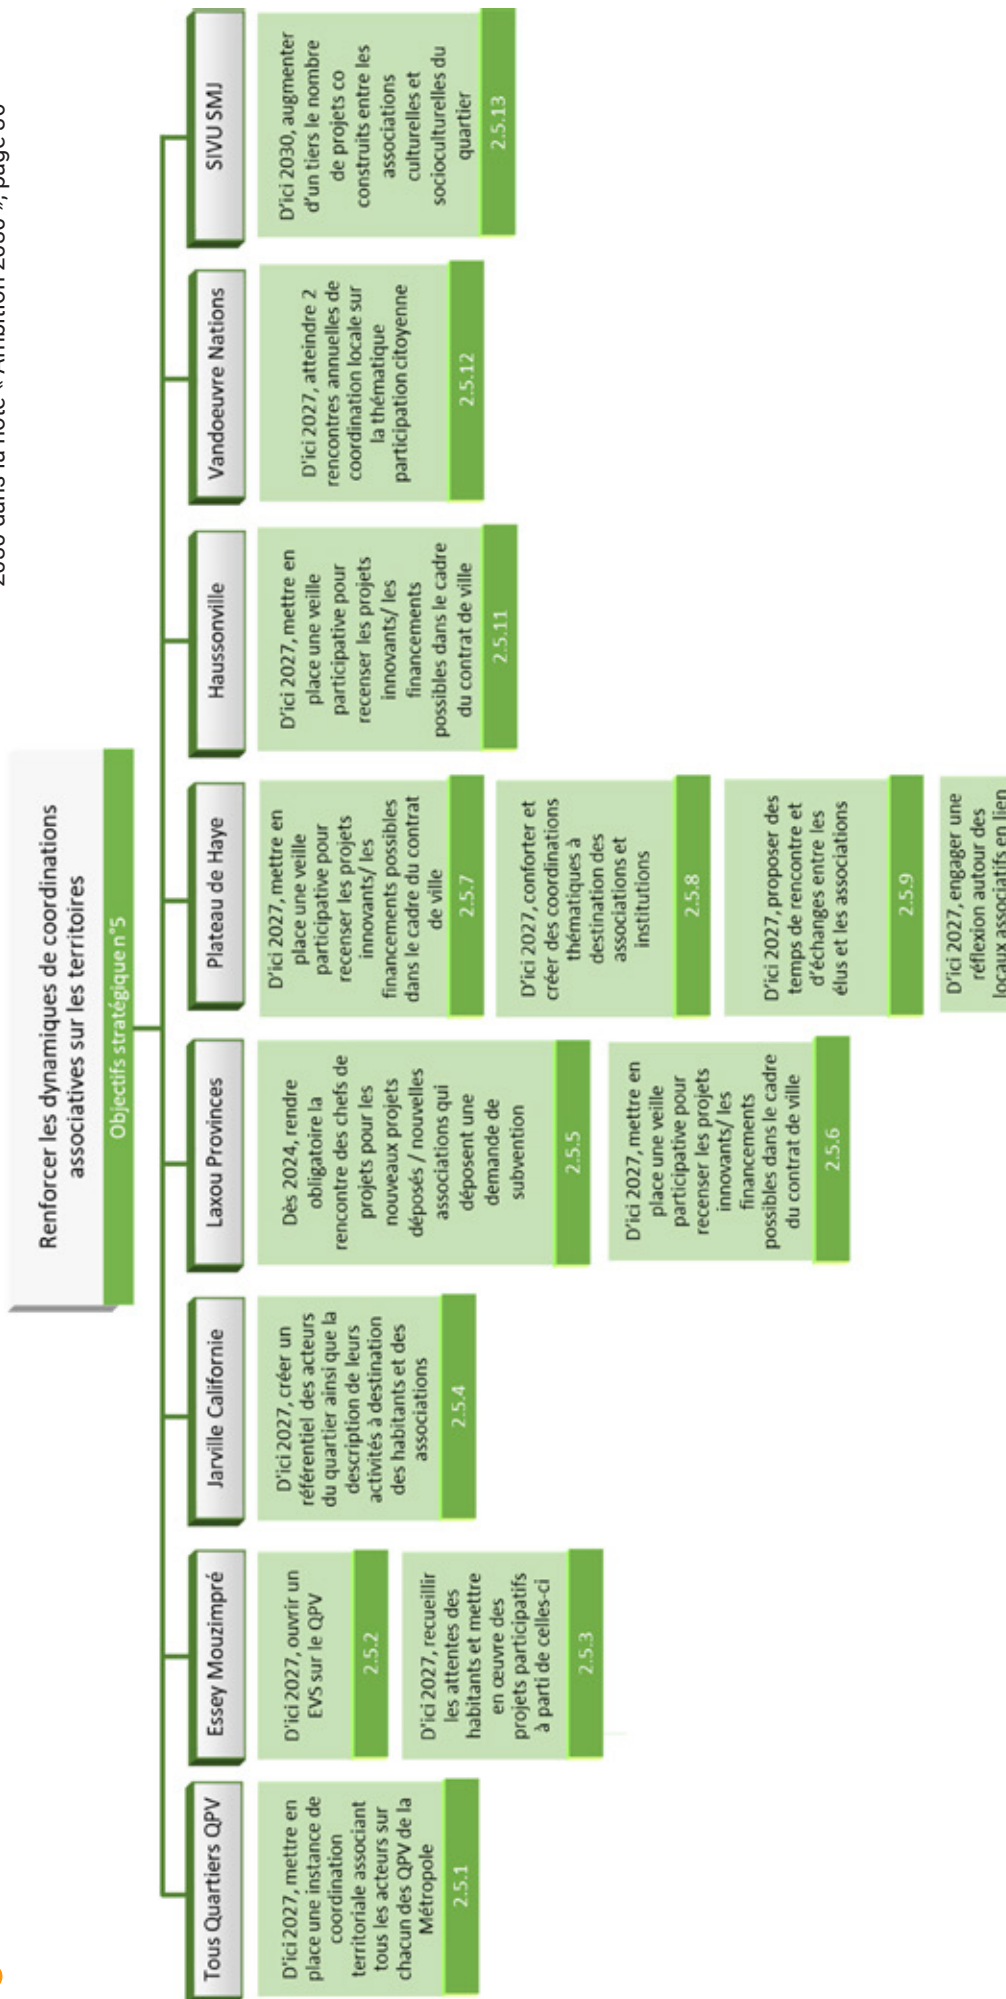 2030 dans la note « Ambition 2030 », page 80
Renforcer les dynamiques de coordinations
associatives sur les territoires
Objectifs stratégique n°5
Tous Quartiers QPV
D'ici 2027, mettre en
place une instance de
coordination
territoriale associant
tous les acteurs sur
chacun des QPV de la
Métropole
2.5.1
Essey Mouzimpré
D'ici 2027, ouvrir un
EVS sur le QPV
2.5.2
D'ici 2027, recueillir
les attentes des
habitants et mettre
en œuvre des
projets participatifs
à parti de celles-ci
2.5.3
Jarville Californie
D'ici 2027, créer un
référentiel des acteurs
du quartier ainsi que la
description de leurs
activités à destination
des habitants et des
associations
2.5.4
Laxou Provinces
Dès 2024, rendre
obligatoire la
rencontre des chefs de
projets pour les
nouveaux projets
déposés / nouvelles
associations qui
déposent une
demande de
subvention
2.5.5
D'ici 2027, mettre en
place une veille
participative pour
recenser les projets
innovants/ les
financements
possibles dans le cadre
du contrat de ville
2.5.6
Plateau de Haye
D'ici 2027, mettre en
place une veille
participative pour
recenser les projets
innovants/ les
financements possibles
dans le cadre du contrat
de ville
2.5.7
D'ici 2027, conforter et
créer des coordinations
thématiques à
destination des
associations et
institutions
2.5.8
D'ici 2027, proposer des
temps de rencontre et
d'échanges entre les
élus et les associations
2.5.9
D'ici 2027, engager une
réflexion autour des
locaux associatifs en lien
Haussonville
D'ici 2027, mettre en
place une veille
participative pour
recenser les projets
innovants/ les
financements
possibles dans le cadre
du contrat de ville
2.5.11
Vandoeuvre Nations
D'ici 2027, atteindre 2
rencontres annuelles de
coordination locale sur
la thématique
participation citoyenne
2.5.12
SIVU SMJ
D'ici 2030, augmenter
d'un tiers le nombre
de projets co
construits entre les
associations
culturelles et
socioculturelles du
quartier
2.5.13